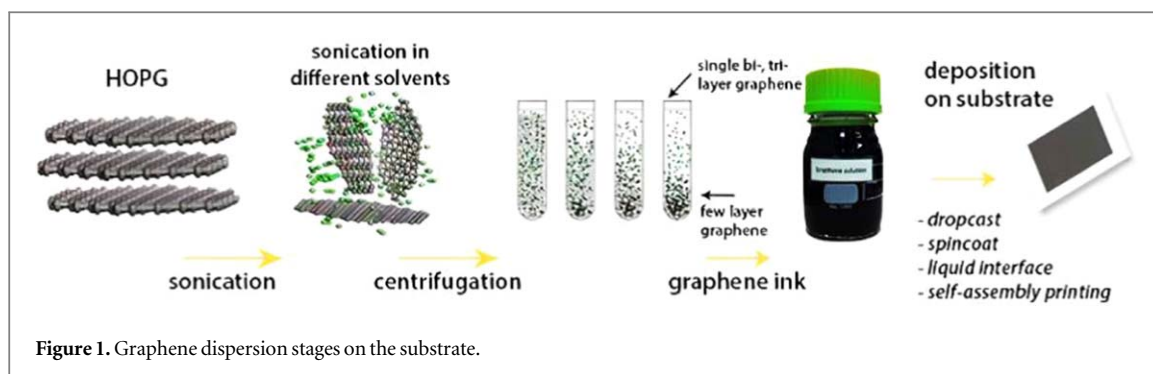 HOPG
sonication in
different solvents
single bi-, tri-
layer graphene
few layer
graphene
deposition
on substrate
sonication
centrifugation
graphene ink
- dropcast
- spincoat
- liquid interface
- self-assembly printing
Figure 1. Graphene dispersion stages on the substrate.